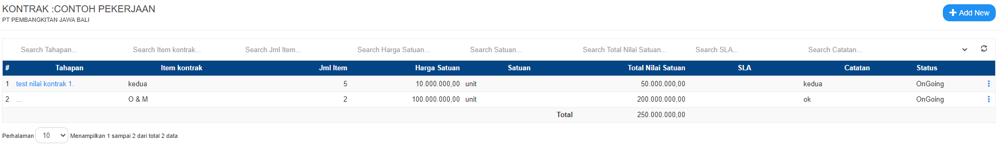 KONTRAK :CONTOH PEKERJAAN
PT PEMBANGKITAN JAWA BALI
Add New
Search Tahapan... Search Item kontrak... Search Jml Item... Search Harga Satuan... Search Satuan... Search Total Nilai Satuan... Search SLA... Search Catatan...
# Tahapan Item kontrak Jml Item Harga Satuan Satuan Total Nilai Satuan SLA Catatan Status
1 test nilai kontrak 1. kedua 5 10.000.000,00 unit 50.000.000,00 kedua OnGoing
2 ... O & M 2 100.000.000,00 unit 200.000.000,00 ok OnGoing
Total 250.000.000,00
Perhalaman 10 Menampilkan 1 sampai 2 dari total 2 data